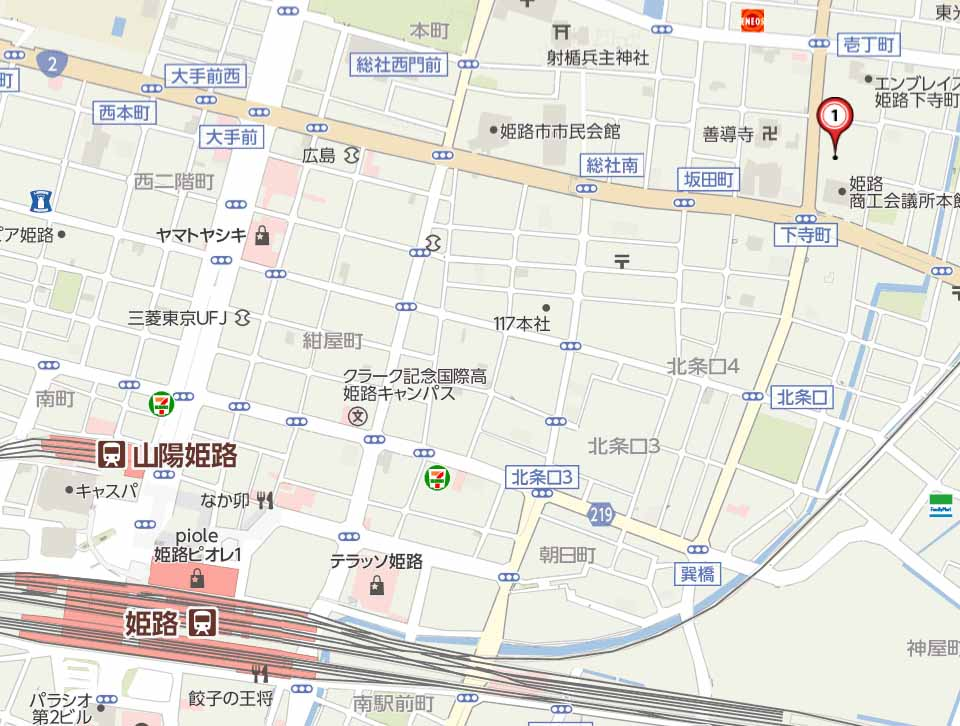 本町
ENEOS
東光
射楯兵主神社
壱丁町
総社西門前
2
大手前西
エンブレイス
姫路下寺町
町
西本町
1
大手前
姫路市市民会館
善導寺
広島
総社南
坂田町
西二階町
姫路
商工会議所本館
ピア姫路
ヤマトヤシキ
下寺町
三菱東京UFJ
117本社
紺屋町
北条口4
クラーク記念国際高
姫路キャンパス
南町
北条口
文
山陽姫路
北条口3
北条口3
キャスパ
なか卯
219
FamilyMart
piole
姫路ピオレ1
テラッソ姫路
朝日町
巽橋
姫路
神屋町
餃子の王将
パラシオ
第2ビル
南駅前町